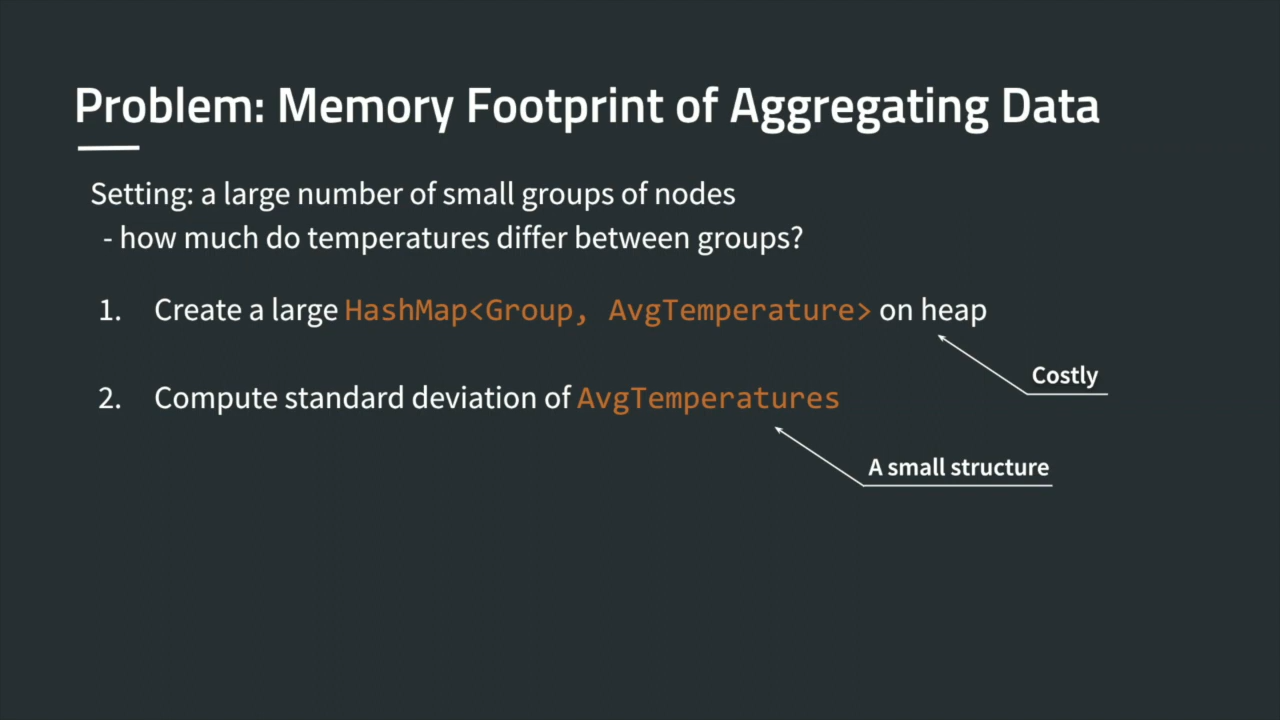 Problem: Memory Footprint of Aggregating Data
Setting: a large number of small groups of nodes
- how much do temperatures differ between groups?
1. Create a large HashMap<Group, AvgTemperature> on heap
Costly
2. Compute standard deviation of AvgTemperatures
A small structure